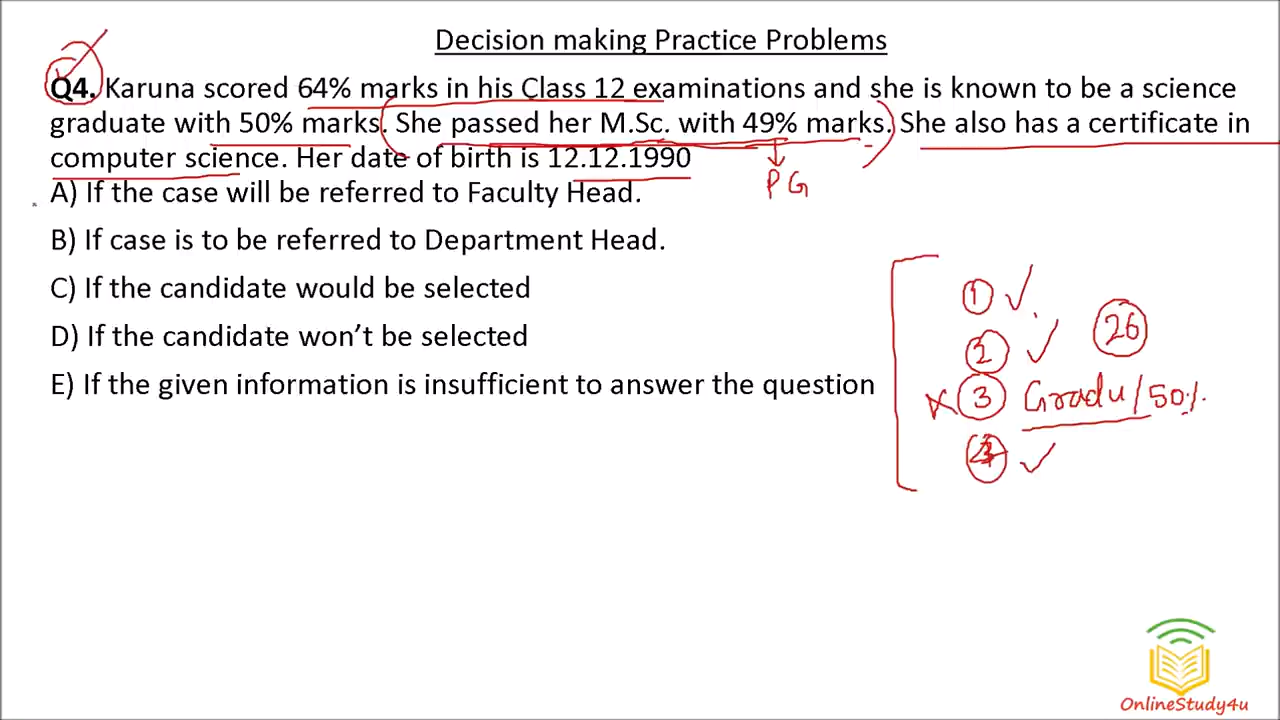 Decision making Practice Problems
Q4. Karuna scored 64% marks in his Class 12 examinations and she is known to be a science
graduate with 50% marks. She passed her M.Sc. with 49% marks. She also has a certificate in
computer science. Her date of birth is 12.12.1990
PG
A) If the case will be referred to Faculty Head.
B) If case is to be referred to Department Head.
C) If the candidate would be selected
D) If the candidate won't be selected
E) If the given information is insufficient to answer the question
1 ✓
2 ✓
26
x 3 Gradu/50%
4 ✓
OnlineStudy4u